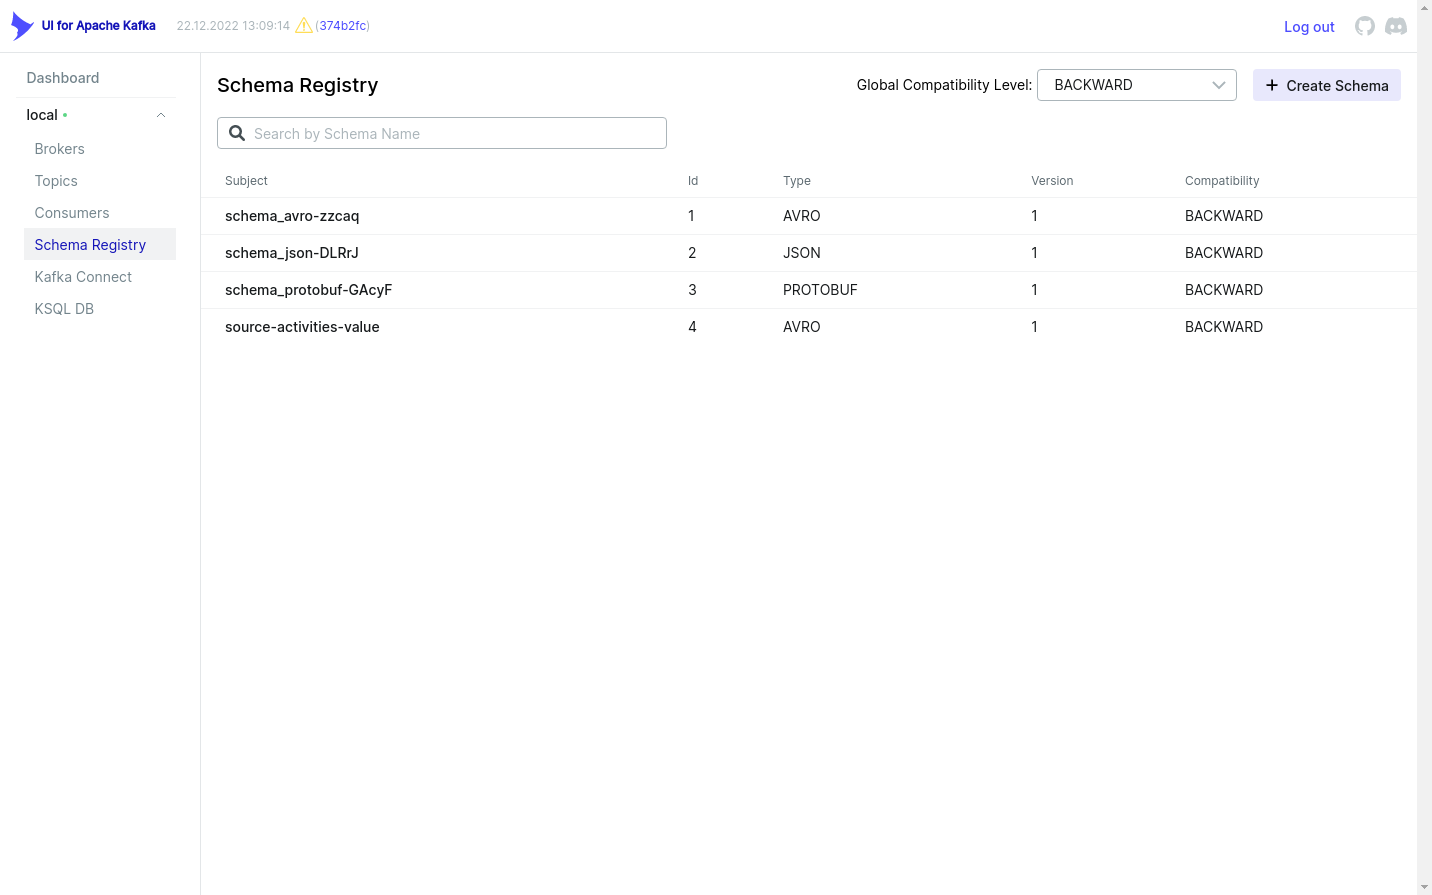 UI for Apache Kafka 22.12.2022 13:09:14 (374b2fc) Log out
Dashboard
local
Brokers
Topics
Consumers
Schema Registry
Kafka Connect
KSQL DB
Schema Registry Global Compatibility Level: BACKWARD + Create Schema
Search by Schema Name
Subject Id Type Version Compatibility
schema_avro-zzcaq 1 AVRO 1 BACKWARD
schema_json-DLRrJ 2 JSON 1 BACKWARD
schema_protobuf-GAcyF 3 PROTOBUF 1 BACKWARD
source-activities-value 4 AVRO 1 BACKWARD